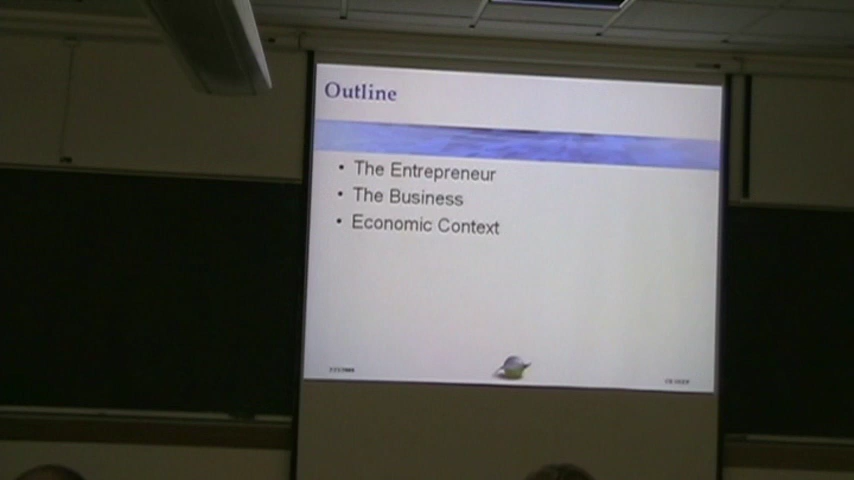 Outline
• The Entrepreneur
• The Business
• Economic Context